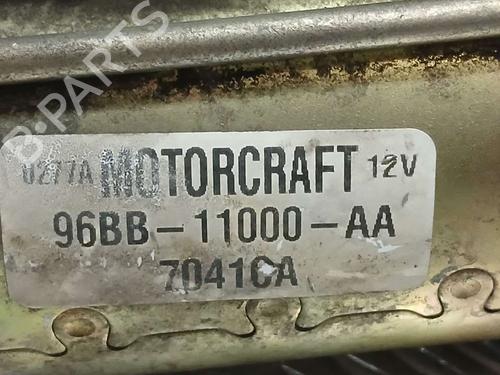 B-PARTS
0277A MOTORCRAFT 12V
96BB-11000-AA
7041CA